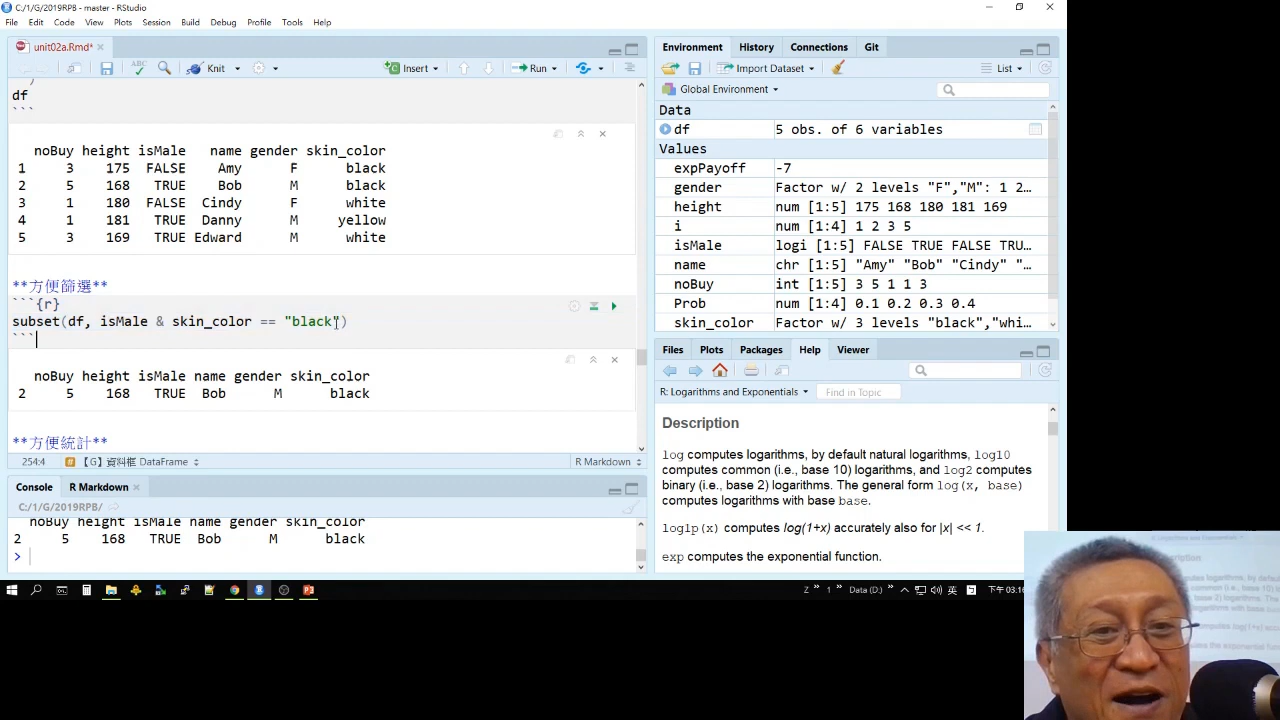 C:/1/G/2019RPB - master - RStudio
File Edit Code View Plots Session Build Debug Profile Tools Help
unit02a.Rmd*
ABC Knit Insert Run
df
```
noBuy height isMale name gender skin_color
1 3 175 FALSE Amy F black
2 5 168 TRUE Bob M black
3 1 180 FALSE Cindy F white
4 1 181 TRUE Danny M yellow
5 3 169 TRUE Edward M white
**方便篩選**
```{r}
subset(df, isMale & skin_color == "black")
```
noBuy height isMale name gender skin_color
2 5 168 TRUE Bob M black
**方便統計**
254:4 【G】資料框 DataFrame R Markdown
Console R Markdown
C:/1/G/2019RPB/
noBuy height isMale name gender skin_color
2 5 168 TRUE Bob M black
>
Environment History Connections Git
Import Dataset List
Global Environment
Data
df 5 obs. of 6 variables
Values
expPayoff -7
gender Factor w/ 2 levels "F","M": 1 2…
height num [1:5] 175 168 180 181 169
i num [1:4] 1 2 3 5
isMale logi [1:5] FALSE TRUE FALSE TRU…
name chr [1:5] "Amy" "Bob" "Cindy" "…
noBuy int [1:5] 3 5 1 1 3
Prob num [1:4] 0.1 0.2 0.3 0.4
skin_color Factor w/ 3 levels "black","whi…
Files Plots Packages Help Viewer
R: Logarithms and Exponentials Find in Topic
Description
log computes logarithms, by default natural logarithms, log10
computes common (i.e., base 10) logarithms, and log2 computes
binary (i.e., base 2) logarithms. The general form log(x, base)
computes logarithms with base base.
log1p(x) computes log(1+x) accurately also for |x| << 1.
exp computes the exponential function.
Z » 1 » Data (D:) » 英 下午 03:16